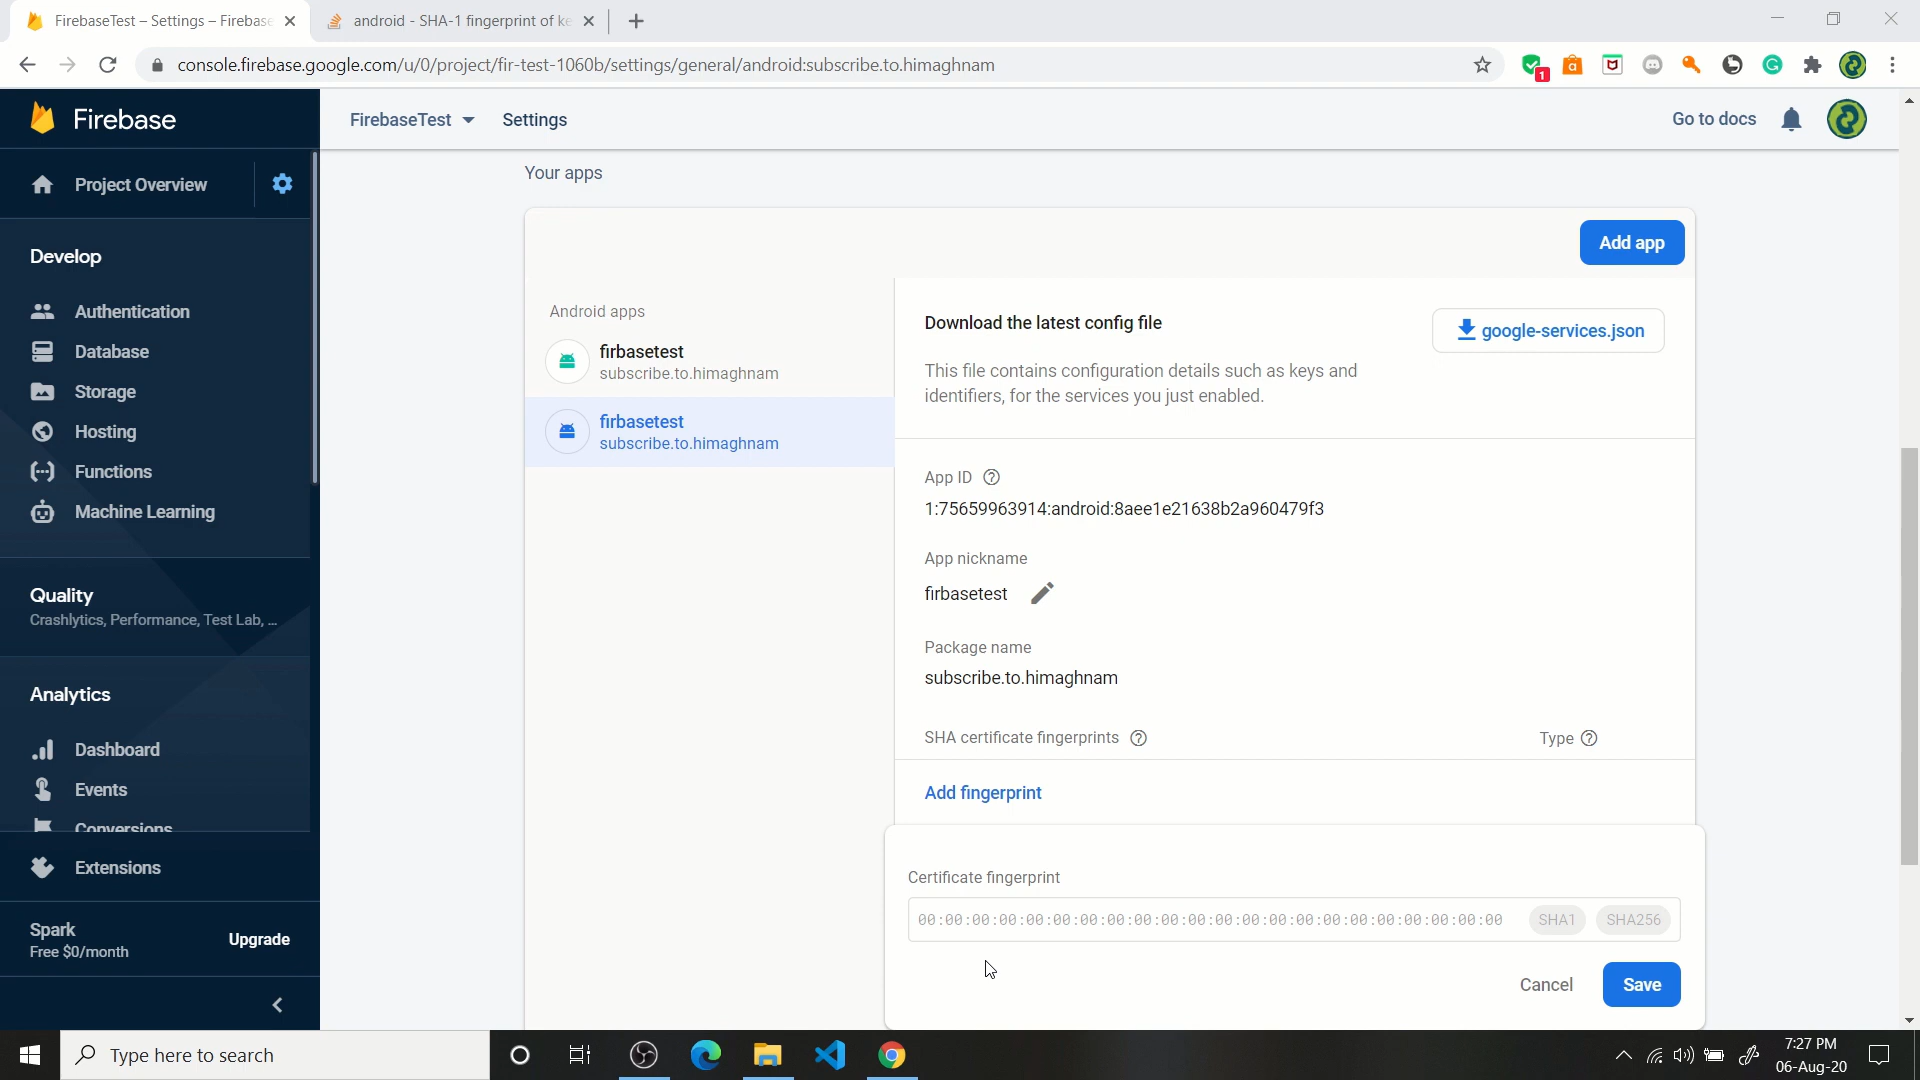 FirebaseTest – Settings – Firebase
android - SHA-1 fingerprint of ke
console.firebase.google.com/u/0/project/fir-test-1060b/settings/general/android:subscribe.to.himaghnam
1
Firebase
FirebaseTest
Settings
Go to docs
Project Overview
Develop
Authentication
Database
Storage
Hosting
Functions
Machine Learning
Quality
Crashlytics, Performance, Test Lab, ...
Analytics
Dashboard
Events
Conversions
Extensions
Spark
Free $0/month
Upgrade
Your apps
Add app
Android apps
firbasetest
subscribe.to.himaghnam
firbasetest
subscribe.to.himaghnam
Download the latest config file
google-services.json
This file contains configuration details such as keys and
identifiers, for the services you just enabled.
App ID
1:75659963914:android:8aee1e21638b2a960479f3
App nickname
firbasetest
Package name
subscribe.to.himaghnam
SHA certificate fingerprints
Type
Add fingerprint
Certificate fingerprint
00:00:00:00:00:00:00:00:00:00:00:00:00:00:00:00:00:00:00:00:00:00
SHA1
SHA256
Cancel
Save
Type here to search
7:27 PM
06-Aug-20